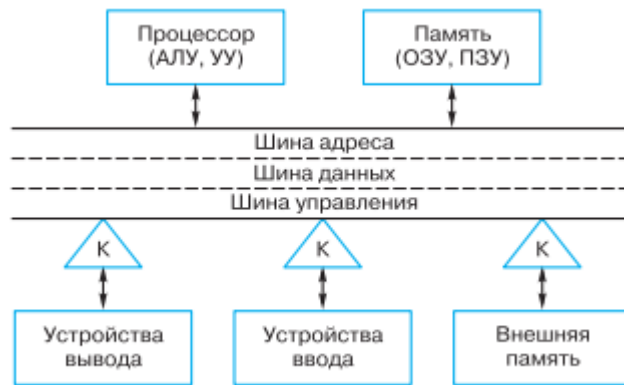 Процессор
(АЛУ, УУ)
Память
(ОЗУ, ПЗУ)
Шина адреса
Шина данных
Шина управления
К
К
К
Устройства
вывода
Устройства
ввода
Внешняя
память